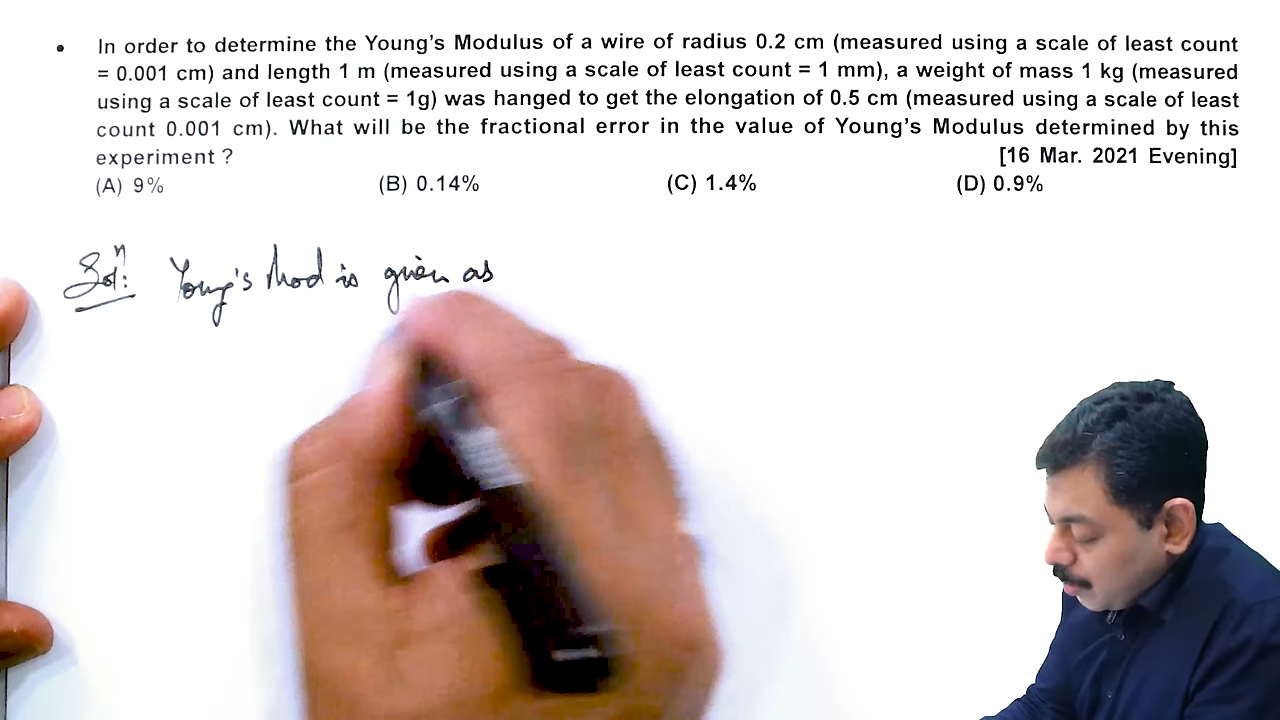 • In order to determine the Young's Modulus of a wire of radius 0.2 cm (measured using a scale of least count
= 0.001 cm) and length 1 m (measured using a scale of least count = 1 mm), a weight of mass 1 kg (measured
using a scale of least count = 1g) was hanged to get the elongation of 0.5 cm (measured using a scale of least
count 0.001 cm). What will be the fractional error in the value of Young's Modulus determined by this
experiment ? [16 Mar. 2021 Evening]
(A) 9% (B) 0.14% (C) 1.4% (D) 0.9%
Solⁿ: Young's Mod is given as